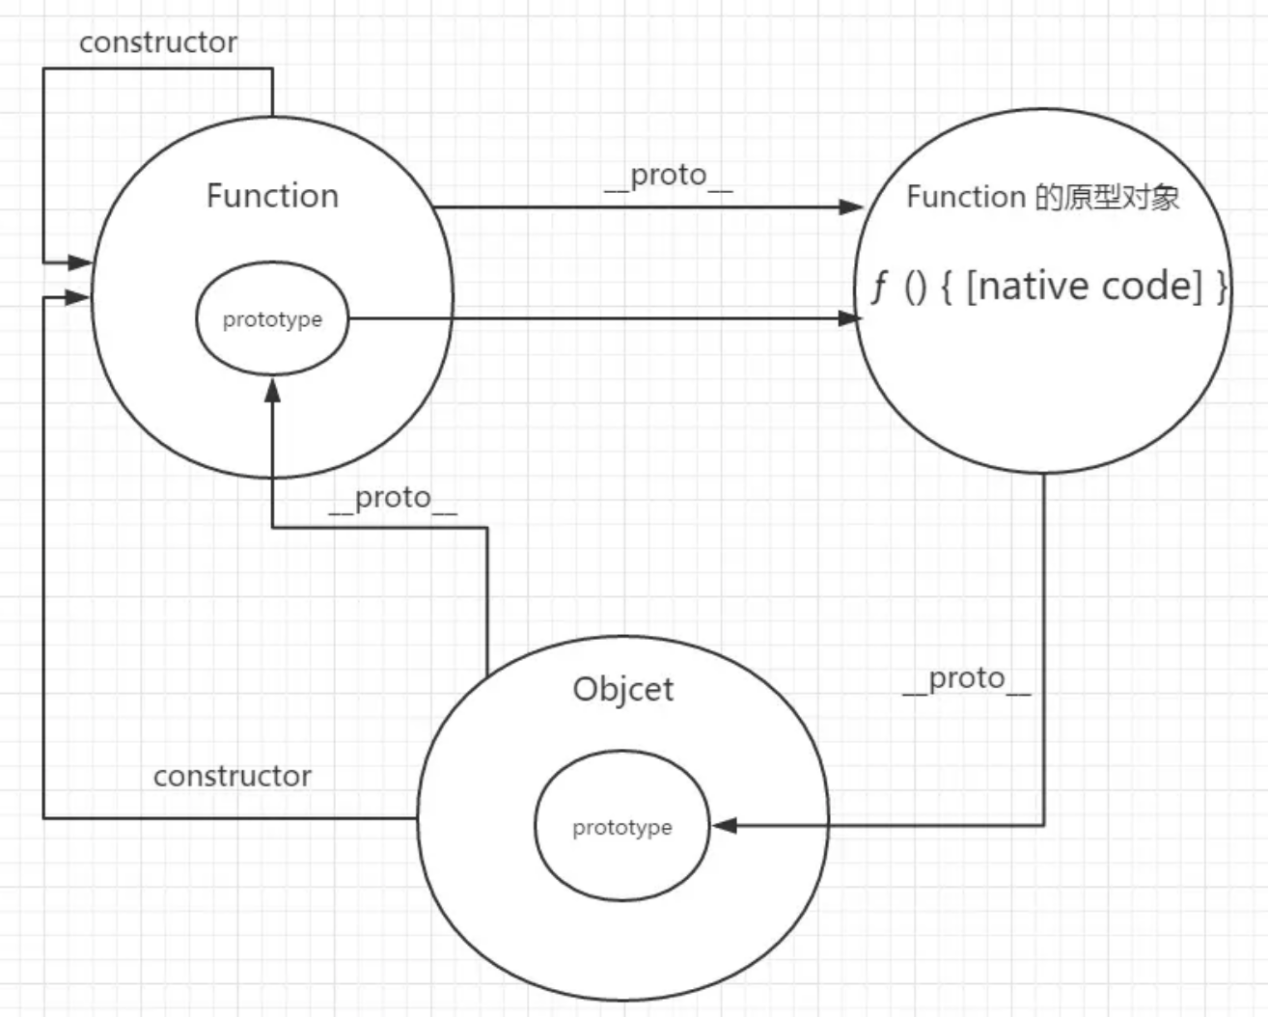 constructor
__proto__
Function
Function 的原型对象
ƒ () { [native code] }
prototype
__proto__
Objcet
__proto__
constructor
prototype